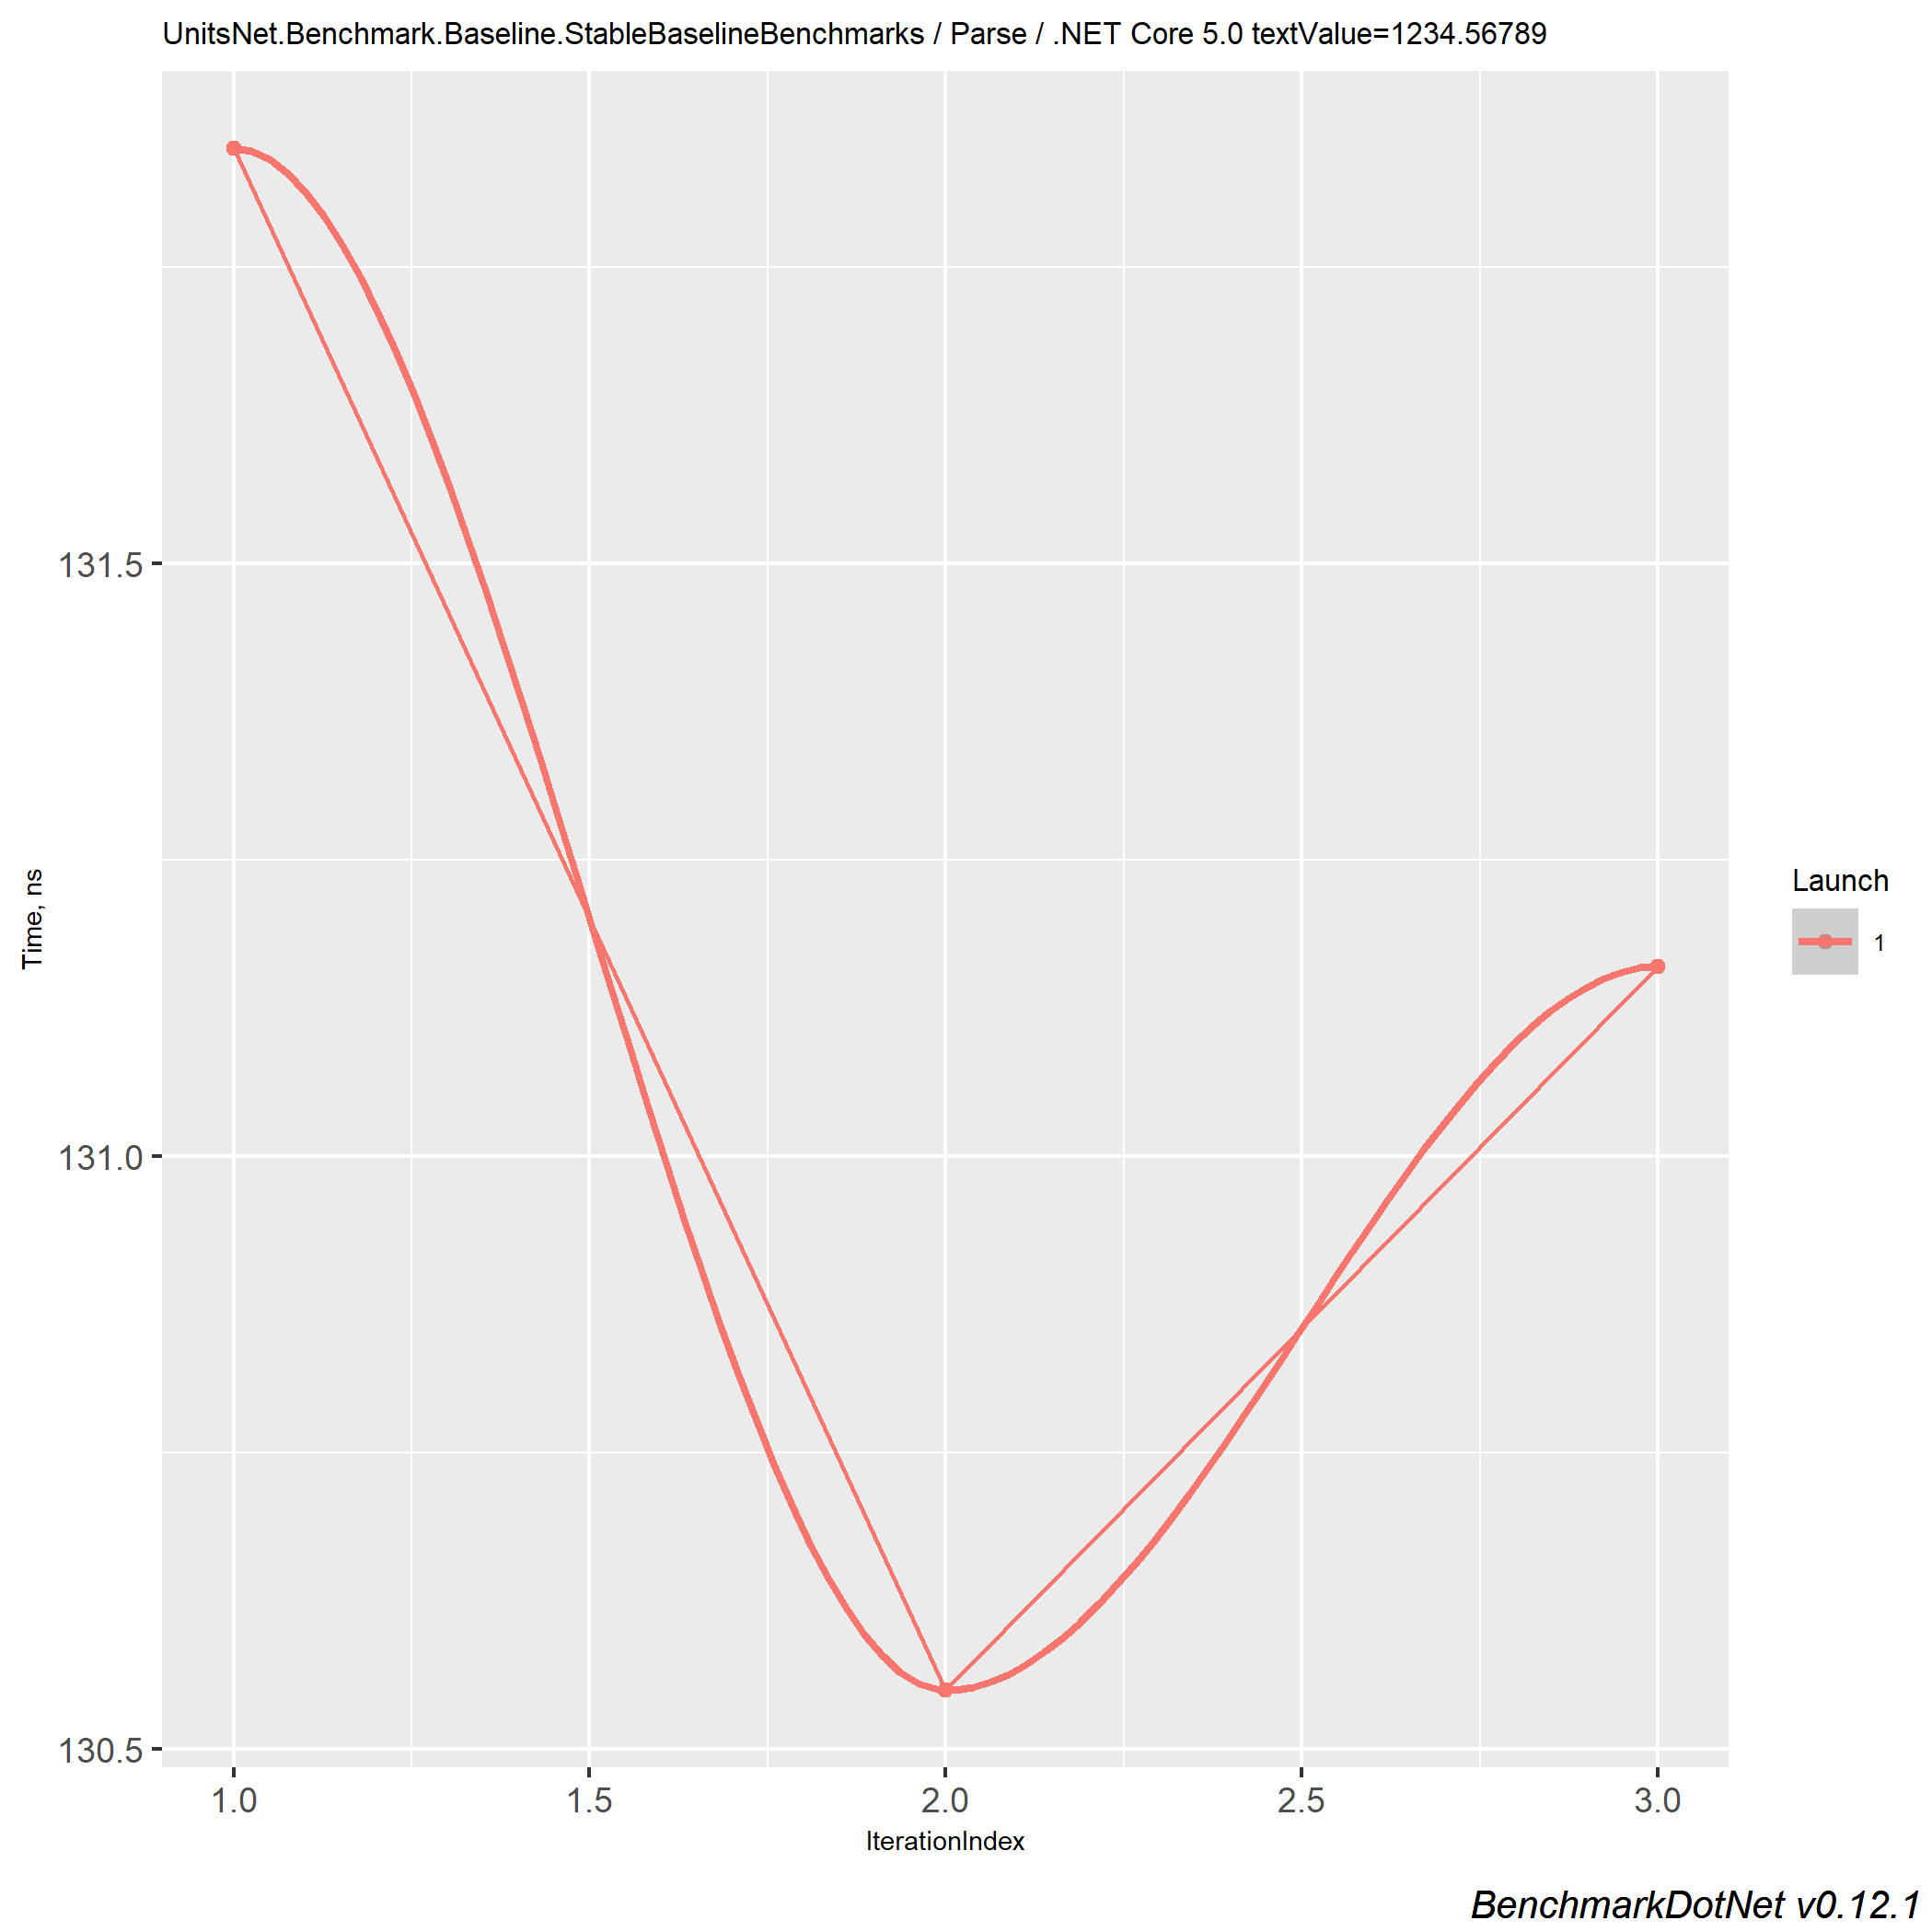 UnitsNet.Benchmark.Baseline.StableBaselineBenchmarks / Parse / .NET Core 5.0 textValue=1234.56789
131.5
131.0
130.5
Time, ns
1.0 1.5 2.0 2.5 3.0
IterationIndex
Launch
1
BenchmarkDotNet v0.12.1